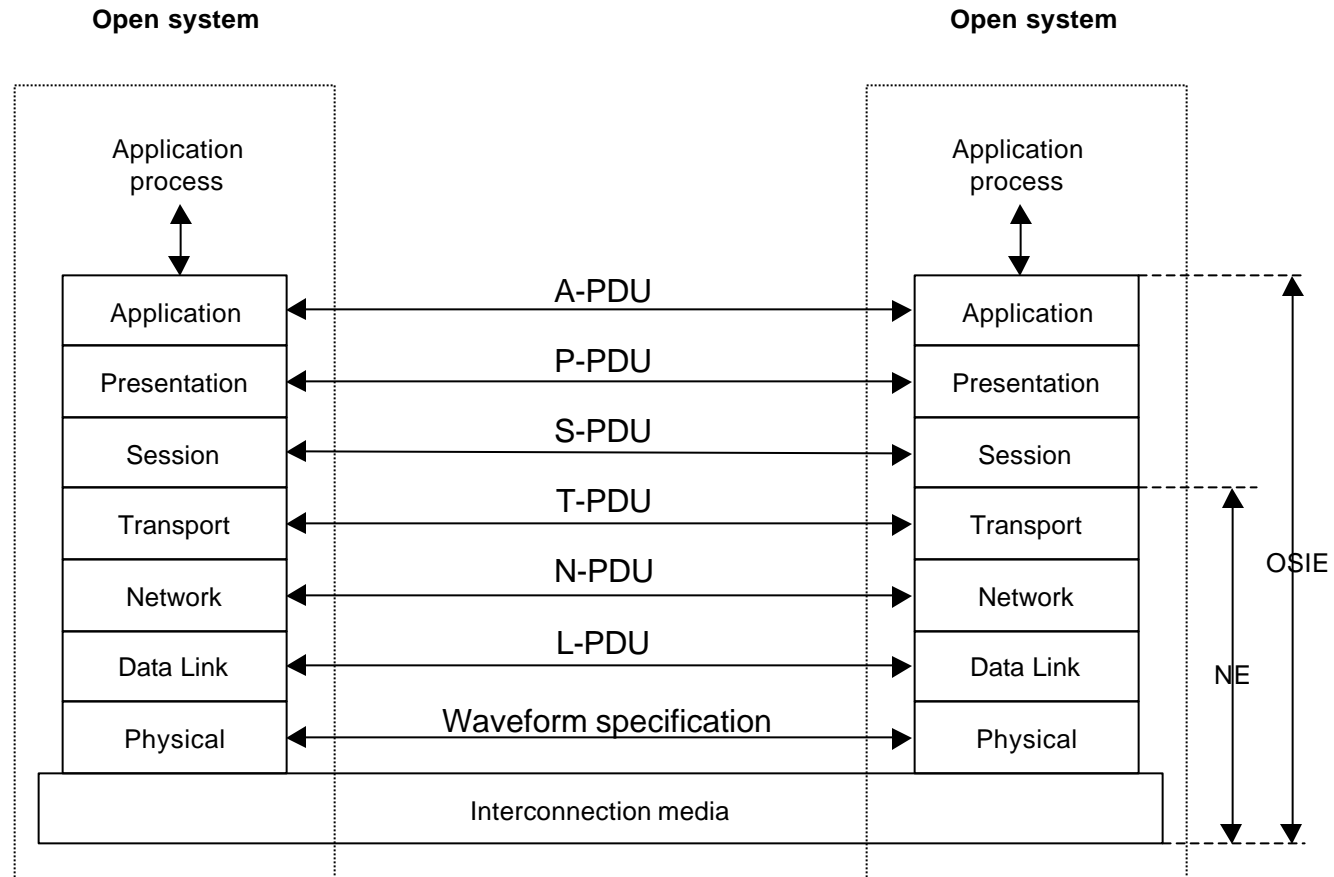 Open system
Open system
Application
process
Application
process
A-PDU
Application
Application
P-PDU
Presentation
Presentation
S-PDU
Session
Session
T-PDU
Transport
Transport
N-PDU
Network
Network
OSIE
L-PDU
Data Link
Data Link
NE
Waveform specification
Physical
Physical
Interconnection media